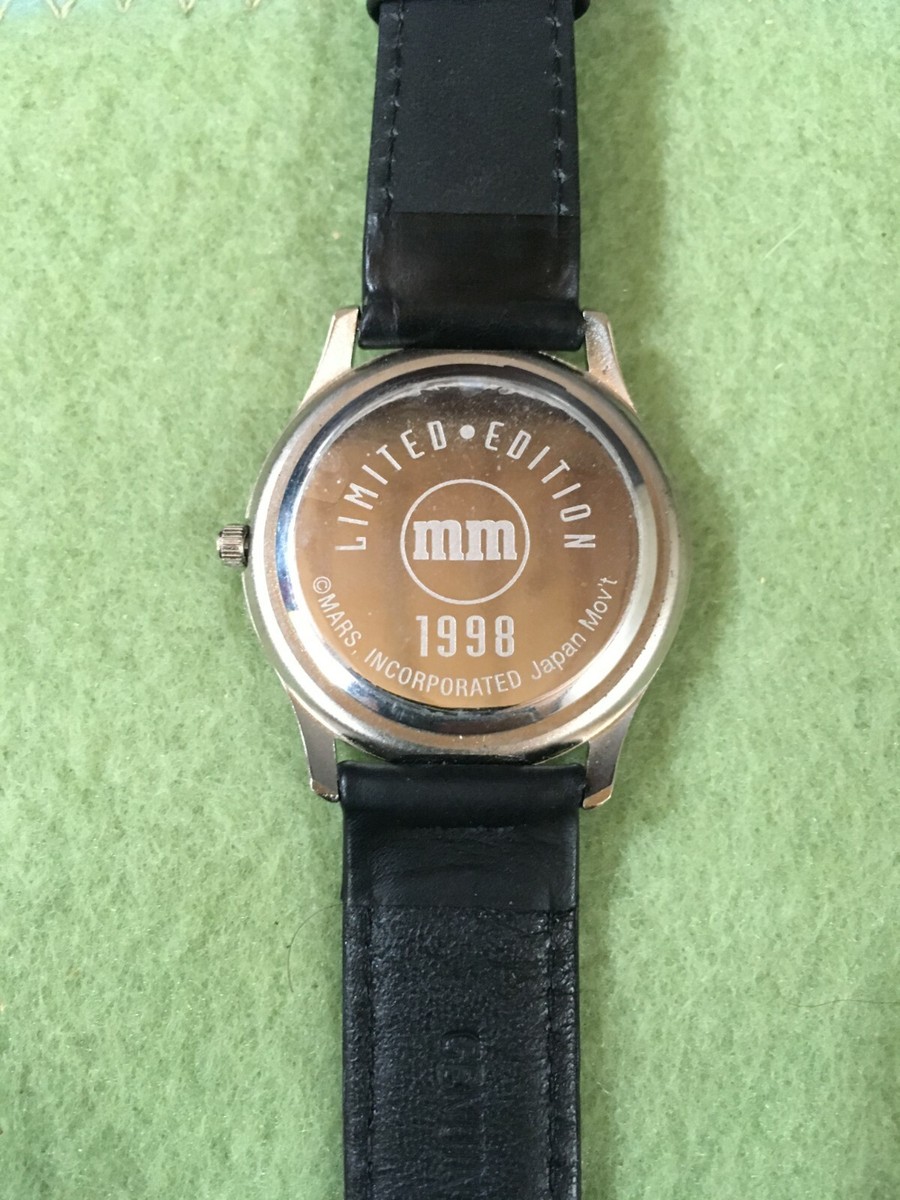 LIMITED • EDITION
mm
1998
©MARS, INCORPORATED Japan Mov't